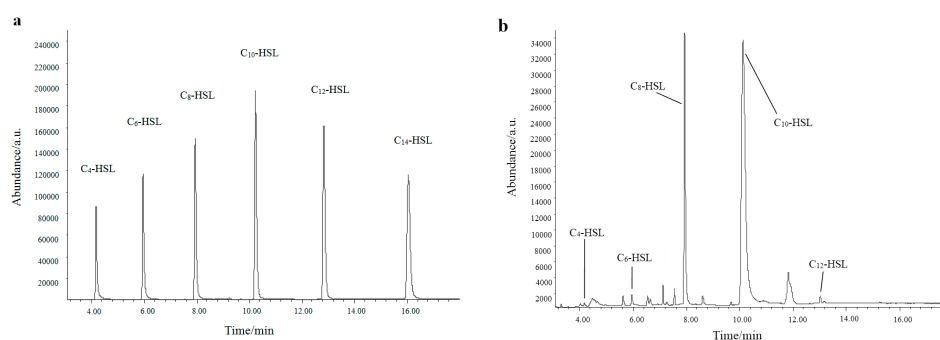 a
Abundance/a.u.
240000
220000
200000
180000
160000
140000
120000
100000
80000
60000
40000
20000
C4-HSL
C6-HSL
C8-HSL
C10-HSL
C12-HSL
C14-HSL
4.00 6.00 8.00 10.00 12.00 14.00 16.00
Time/min
b
Abundance/a.u.
34000
32000
30000
28000
26000
24000
22000
20000
18000
16000
14000
12000
10000
8000
6000
4000
2000
C4-HSL
C6-HSL
C8-HSL
C10-HSL
C12-HSL
4.00 6.00 8.00 10.00 12.00 14.00 16.00
Time/min